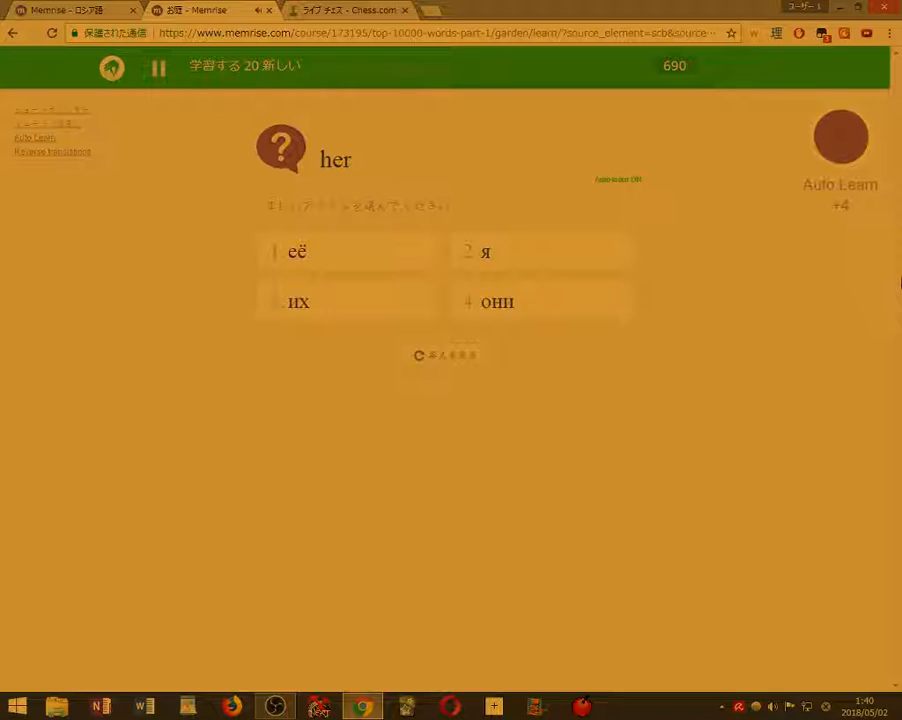 Memrise - ロシア語
お庭 - Memrise
ライブ チェス - Chess.com
ユーザー 1
保護された通信
https://www.memrise.com/course/173195/top-10000-words-part-1/garden/learn/?source_element=scb&source…
学習する 20 新しい
690
Auto Learn
Reverse translations
her
Auto Learn
+4
1. её
2 я
их
4 они
1:40
2018/05/02